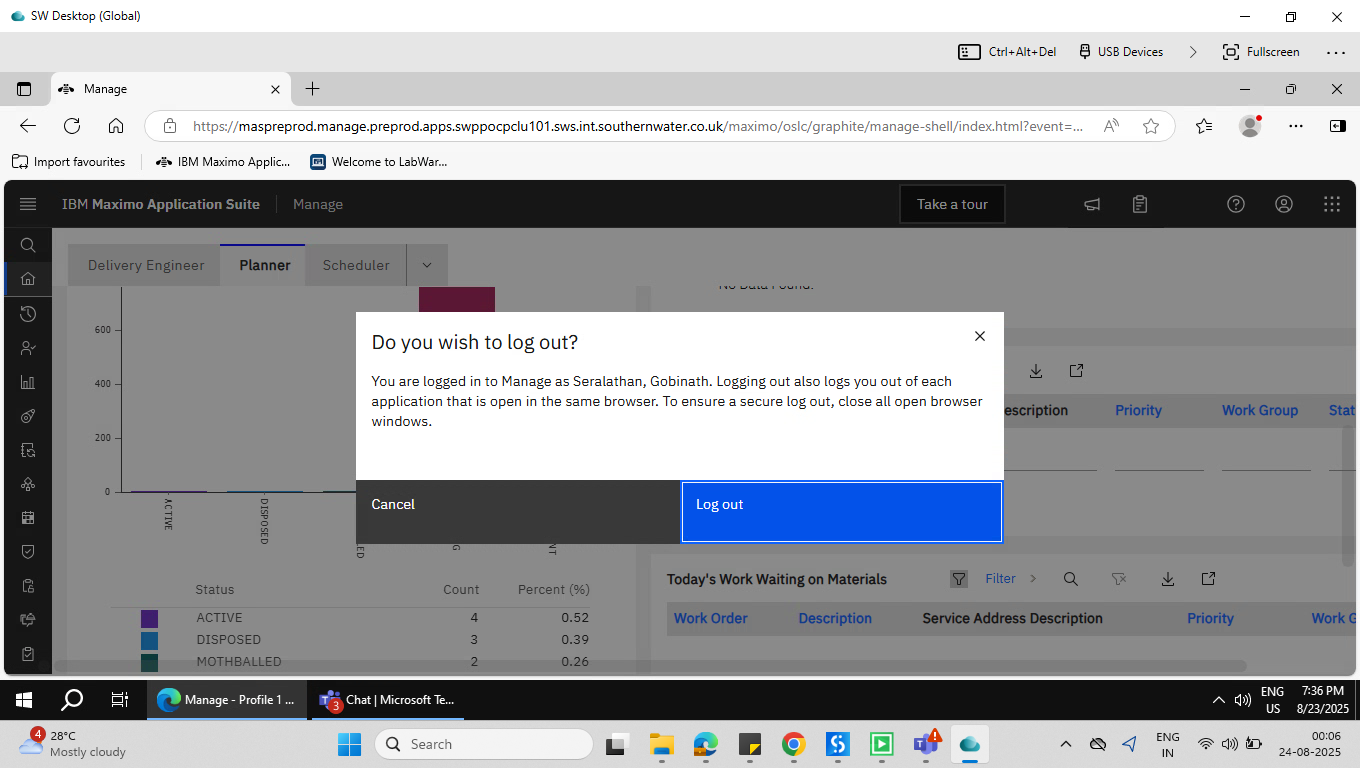 SW Desktop (Global)
Ctrl+Alt+Del
USB Devices
Fullscreen
Manage
https://maspreprod.manage.preprod.apps.swppocpclu101.sws.int.southernwater.co.uk/maximo/oslc/graphite/manage-shell/index.html?event=...
Import favourites
IBM Maximo Applic...
Welcome to LabWar...
IBM Maximo Application Suite
Manage
Take a tour
Delivery Engineer
Planner
Scheduler
No Data Found.
600
400
200
0
ACTIVE
DISPOSED
Do you wish to log out?
You are logged in to Manage as Seralathan, Gobinath. Logging out also logs you out of each
application that is open in the same browser. To ensure a secure log out, close all open browser
windows.
Cancel
Log out
escription
Priority
Work Group
Stat
ED
G
NT
Status Count Percent (%)
ACTIVE 4 0.52
DISPOSED 3 0.39
MOTHBALLED 2 0.26
Today's Work Waiting on Materials
Filter
Work Order
Description
Service Address Description
Priority
Work G
Manage - Profile 1 ...
3
Chat | Microsoft Te...
ENG
US
7:36 PM
8/23/2025
4
28°C
Mostly cloudy
Search
ENG
IN
00:06
24-08-2025